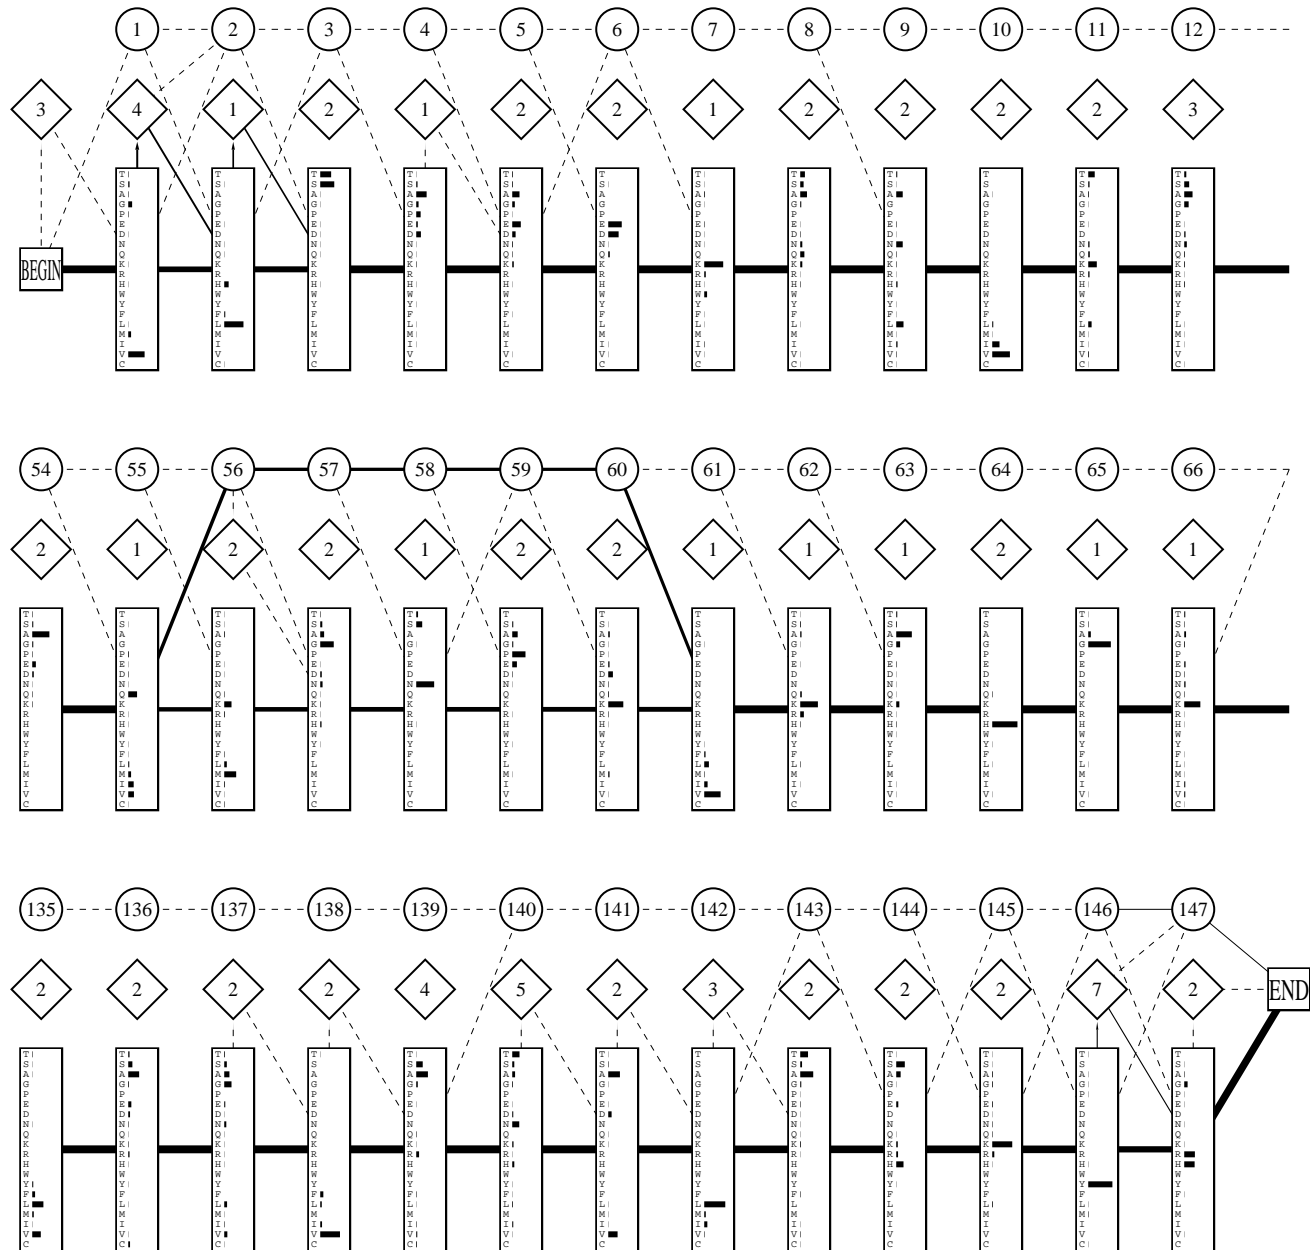 1 2 3 4 5 6 7 8 9 10 11 12
3 4 1 2 1 2 2 1 2 2 2 2 3
T T T T T T T T T T T T
S S S S S S S S S S S S
A A A A A A A A A A A A
G G G G G G G G G G G G
P P P P P P P P P P P P
E E E E E E E E E E E E
D D D D D D D D D D D D
N N N N N N N N N N N N
Q Q Q Q Q Q Q Q Q Q Q Q
BEGIN K K K K K K K K K K K K
R R R R R R R R R R R R
H H H H H H H H H H H H
W W W W W W W W W W W W
Y Y Y Y Y Y Y Y Y Y Y Y
F F F F F F F F F F F F
L L L L L L L L L L L L
M M M M M M M M M M M M
I I I I I I I I I I I I
V V V V V V V V V V V V
C C C C C C C C C C C C
54 55 56 57 58 59 60 61 62 63 64 65 66
2 1 2 2 1 2 2 1 1 1 2 1 1
T T T T T T T T T T T T T
S S S S S S S S S S S S S
A A A A A A A A A A A A A
G G G G G G G G G G G G G
P P P P P P P P P P P P P
E E E E E E E E E E E E E
D D D D D D D D D D D D D
N N N N N N N N N N N N N
Q Q Q Q Q Q Q Q Q Q Q Q Q
K K K K K K K K K K K K K
R R R R R R R R R R R R R
H H H H H H H H H H H H H
W W W W W W W W W W W W W
Y Y Y Y Y Y Y Y Y Y Y Y Y
F F F F F F F F F F F F F
L L L L L L L L L L L L L
M M M M M M M M M M M M M
I I I I I I I I I I I I I
V V V V V V V V V V V V V
C C C C C C C C C C C C C
135 136 137 138 139 140 141 142 143 144 145 146 147
2 2 2 2 4 5 2 3 2 2 2 7 2 END
T T T T T T T T T T T T T
S S S S S S S S S S S S S
A A A A A A A A A A A A A
G G G G G G G G G G G G G
P P P P P P P P P P P P P
E E E E E E E E E E E E E
D D D D D D D D D D D D D
N N N N N N N N N N N N N
Q Q Q Q Q Q Q Q Q Q Q Q Q
K K K K K K K K K K K K K
R R R R R R R R R R R R R
H H H H H H H H H H H H H
W W W W W W W W W W W W W
Y Y Y Y Y Y Y Y Y Y Y Y Y
F F F F F F F F F F F F F
L L L L L L L L L L L L L
M M M M M M M M M M M M M
I I I I I I I I I I I I I
V V V V V V V V V V V V V
C C C C C C C C C C C C C